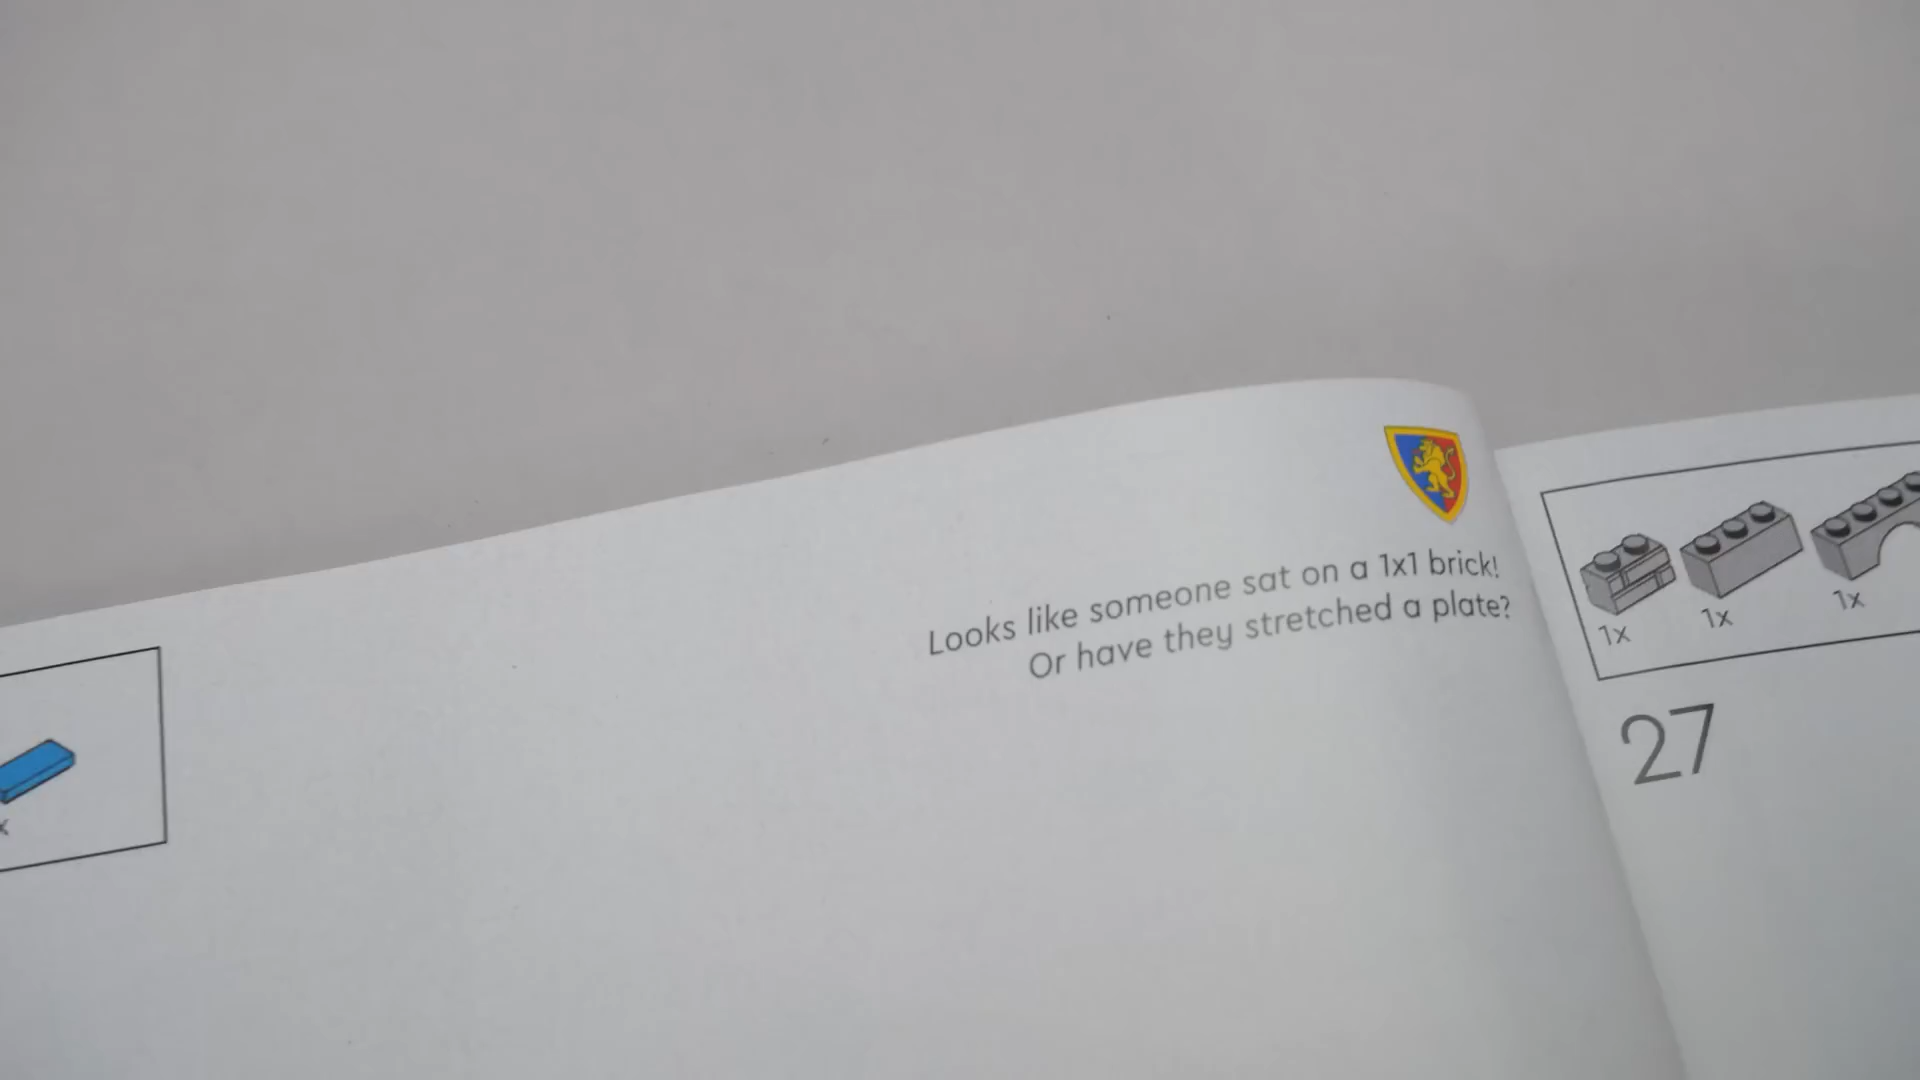 Looks like someone sat on a 1x1 brick!
Or have they stretched a plate?
1x
1x
1x
27